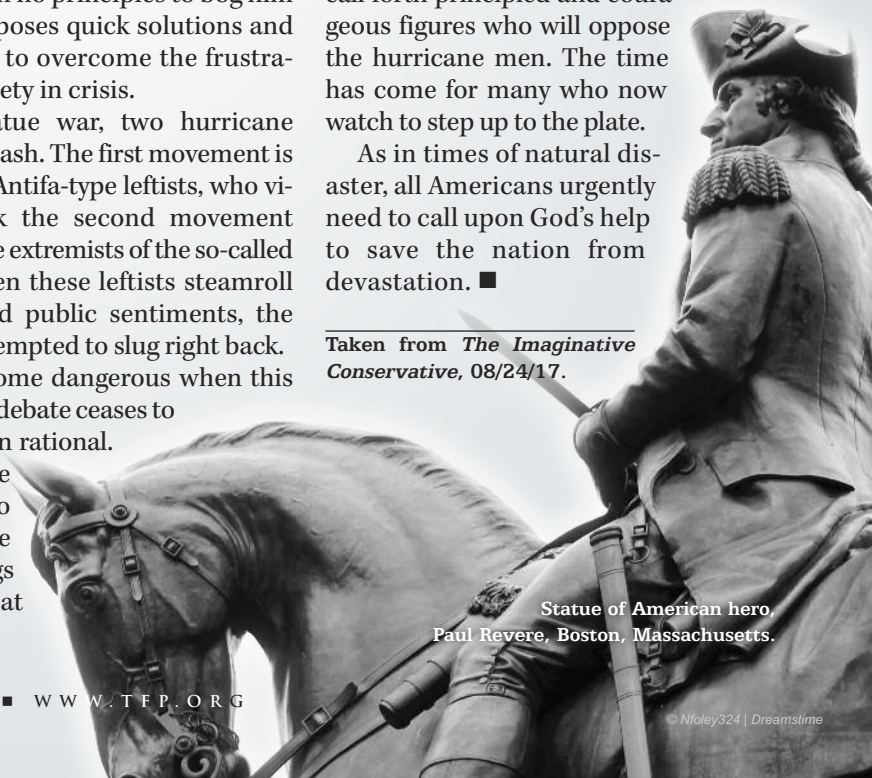 no principles to bog him
poses quick solutions and
to overcome the frustra-
ety in crisis.
atue war, two hurricane
ash. The first movement is
Antifa-type leftists, who vi-
k the second movement
e extremists of the so-called
en these leftists steamroll
d public sentiments, the
empted to slug right back.
ome dangerous when this
debate ceases to
n rational.
e
o
e
gs
at
call forth principled and coura-
geous figures who will oppose
the hurricane men. The time
has come for many who now
watch to step up to the plate.
As in times of natural dis-
aster, all Americans urgently
need to call upon God's help
to save the nation from
devastation. ■
Taken from The Imaginative
Conservative, 08/24/17.
Statue of American hero,
Paul Revere, Boston, Massachusetts.
■ WWW.TFP.ORG
© Nfoley324 | Dreamstime